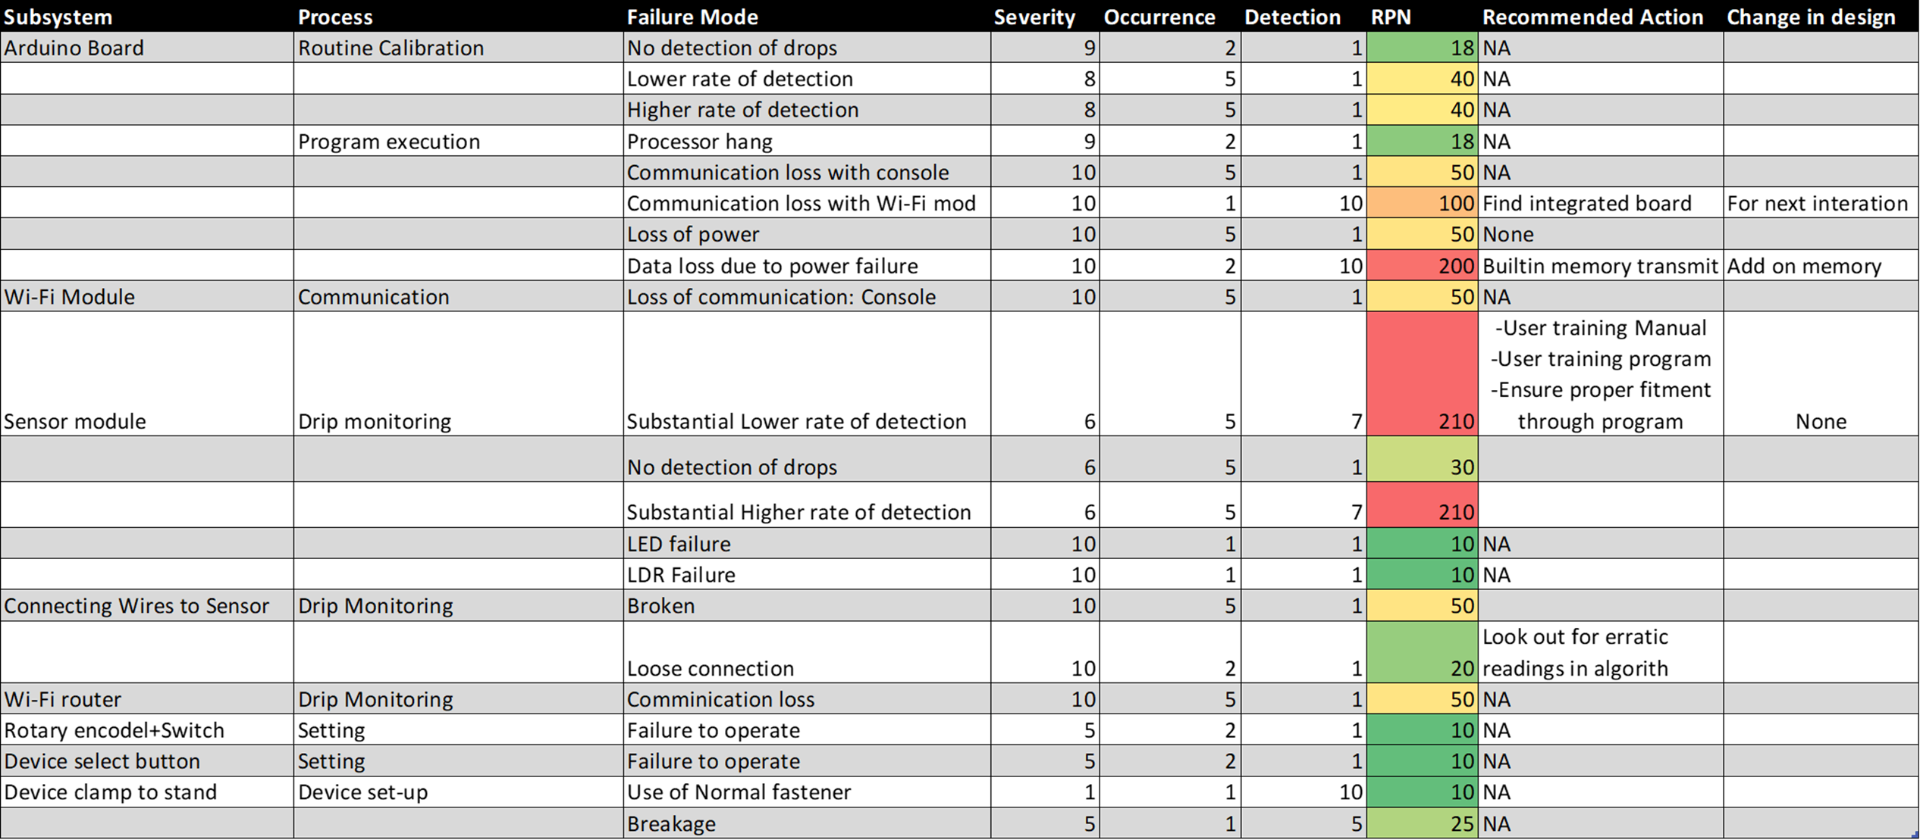 Subsystem Process Failure Mode Severity Occurrence Detection RPN Recommended Action Change in design
Arduino Board Routine Calibration No detection of drops 9 2 1 18 NA
Lower rate of detection 8 5 1 40 NA
Higher rate of detection 8 5 1 40 NA
Program execution Processor hang 9 2 1 18 NA
Communication loss with console 10 5 1 50 NA
Communication loss with Wi-Fi mod 10 1 10 100 Find integrated board For next interation
Loss of power 10 5 1 50 None
Data loss due to power failure 10 2 10 200 Builtin memory transmit Add on memory
Wi-Fi Module Communication Loss of communication: Console 10 5 1 50 NA
-User training Manual
-User training program
-Ensure proper fitment
Sensor module Drip monitoring Substantial Lower rate of detection 6 5 7 210 through program None
No detection of drops 6 5 1 30
Substantial Higher rate of detection 6 5 7 210
LED failure 10 1 1 10 NA
LDR Failure 10 1 1 10 NA
Connecting Wires to Sensor Drip Monitoring Broken 10 5 1 50
Look out for erratic
Loose connection 10 2 1 20 readings in algorith
Wi-Fi router Drip Monitoring Comminication loss 10 5 1 50 NA
Rotary encodel+Switch Setting Failure to operate 5 2 1 10 NA
Device select button Setting Failure to operate 5 2 1 10 NA
Device clamp to stand Device set-up Use of Normal fastener 1 1 10 10 NA
Breakage 5 1 5 25 NA